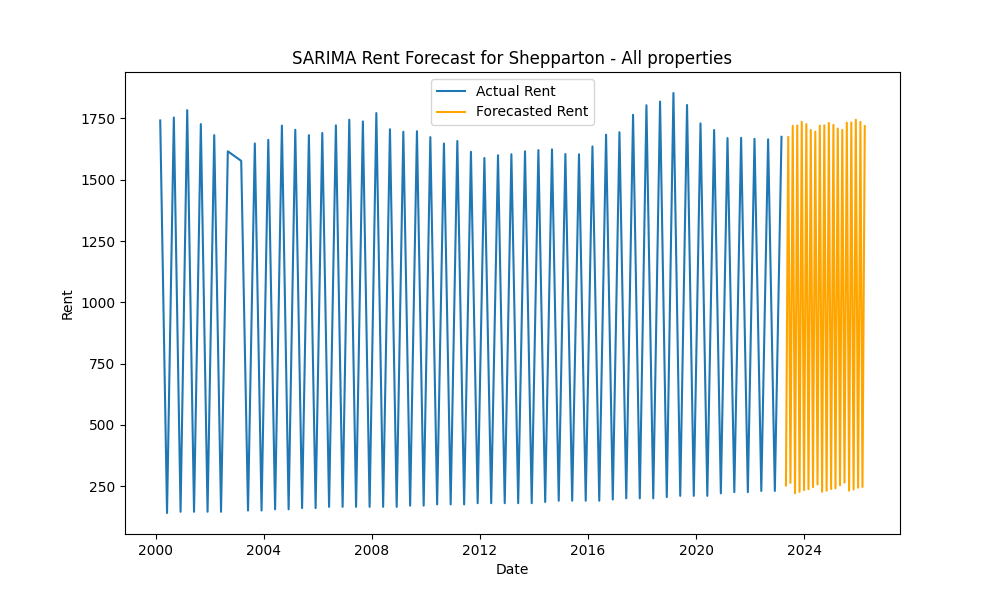 SARIMA Rent Forecast for Shepparton - All properties
Actual Rent
Forecasted Rent
1750
1500
1250
1000
750
500
250
Rent
2000 2004 2008 2012 2016 2020 2024
Date